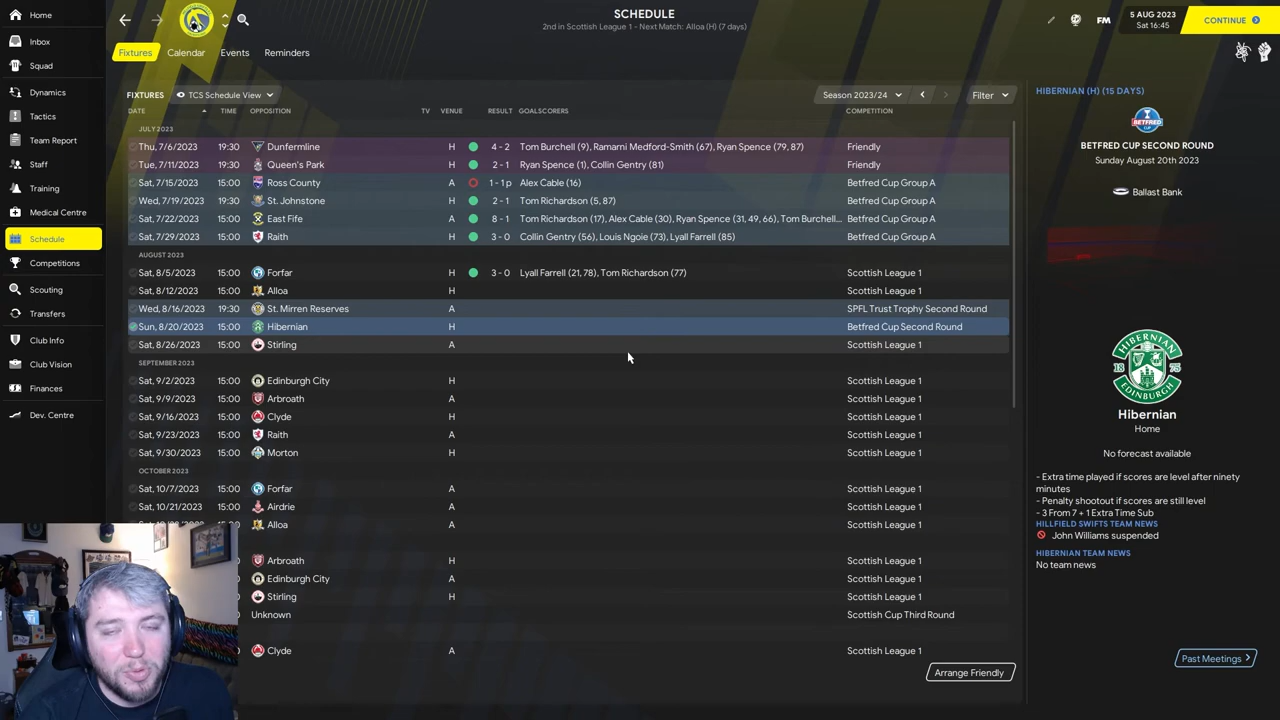 Home
Inbox
Squad
Dynamics
Tactics
Team Report
Staff
Training
Medical Centre
Schedule
Competitions
Scouting
Transfers
Club Info
Club Vision
Finances
Dev. Centre
SCHEDULE
2nd in Scottish League 1 - Next Match: Alloa (H) (7 days)
FM
5 AUG 2023
Sat 16:45
CONTINUE
Fixtures Calendar Events Reminders
FIXTURES TCS Schedule View Season 2023/24 Filter
DATE TIME OPPOSITION TV VENUE RESULT GOALSCORERS COMPETITION
JULY 2023
Thu, 7/6/2023 19:30 Dunfermline H 4 - 2 Tom Burchell (9), Ramarni Medford-Smith (67), Ryan Spence (79, 87) Friendly
Tue, 7/11/2023 19:30 Queen's Park H 2 - 1 Ryan Spence (1), Collin Gentry (81) Friendly
Sat, 7/15/2023 15:00 Ross County A 1 - 1 p Alex Cable (16) Betfred Cup Group A
Wed, 7/19/2023 19:30 St. Johnstone H 2 - 1 Tom Richardson (5, 87) Betfred Cup Group A
Sat, 7/22/2023 15:00 East Fife A 8 - 1 Tom Richardson (17), Alex Cable (30), Ryan Spence (31, 49, 66), Tom Burchell... Betfred Cup Group A
Sat, 7/29/2023 15:00 Raith H 3 - 0 Collin Gentry (56), Louis Ngoie (73), Lyall Farrell (85) Betfred Cup Group A
AUGUST 2023
Sat, 8/5/2023 15:00 Forfar H 3 - 0 Lyall Farrell (21, 78), Tom Richardson (77) Scottish League 1
Sat, 8/12/2023 15:00 Alloa H Scottish League 1
Wed, 8/16/2023 19:30 St. Mirren Reserves A SPFL Trust Trophy Second Round
Sun, 8/20/2023 15:00 Hibernian H Betfred Cup Second Round
Sat, 8/26/2023 15:00 Stirling A Scottish League 1
SEPTEMBER 2023
Sat, 9/2/2023 15:00 Edinburgh City H Scottish League 1
Sat, 9/9/2023 15:00 Arbroath A Scottish League 1
Sat, 9/16/2023 15:00 Clyde H Scottish League 1
Sat, 9/23/2023 15:00 Raith A Scottish League 1
Sat, 9/30/2023 15:00 Morton H Scottish League 1
OCTOBER 2023
Sat, 10/7/2023 15:00 Forfar A Scottish League 1
Sat, 10/21/2023 15:00 Airdrie A Scottish League 1
15:00 Alloa A Scottish League 1
Arbroath H Scottish League 1
Edinburgh City A Scottish League 1
Stirling H Scottish League 1
Unknown Scottish Cup Third Round
Clyde A Scottish League 1
Arrange Friendly
HIBERNIAN (H) (15 DAYS)
BETFRED CUP
BETFRED CUP SECOND ROUND
Sunday August 20th 2023
Ballast Bank
HIBERNIAN
18 75
EDINBURGH
Hibernian
Home
No forecast available
- Extra time played if scores are level after ninety
minutes
- Penalty shootout if scores are still level
- 3 From 7 + 1 Extra Time Sub
HILLFIELD SWIFTS TEAM NEWS
John Williams suspended
HIBERNIAN TEAM NEWS
No team news
Past Meetings